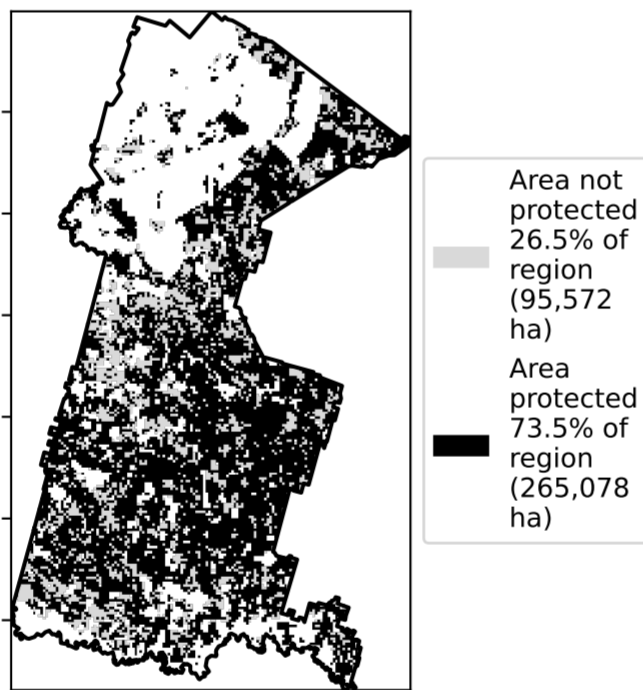 Area not
protected
26.5% of
region
(95,572
ha)
Area
protected
73.5% of
region
(265,078
ha)